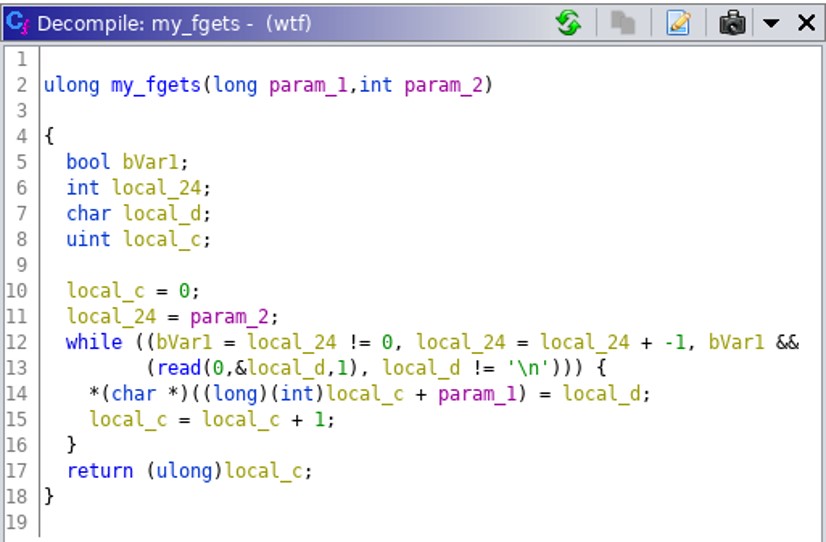 Decompile: my_fgets - (wtf)
1
2 ulong my_fgets(long param_1,int param_2)
3
4 {
5   bool bVar1;
6   int local_24;
7   char local_d;
8   uint local_c;
9
10   local_c = 0;
11   local_24 = param_2;
12   while ((bVar1 = local_24 != 0, local_24 = local_24 + -1, bVar1 &&
13          (read(0,&local_d,1), local_d != '\n'))) {
14     *(char *)((long)(int)local_c + param_1) = local_d;
15     local_c = local_c + 1;
16   }
17   return (ulong)local_c;
18 }
19